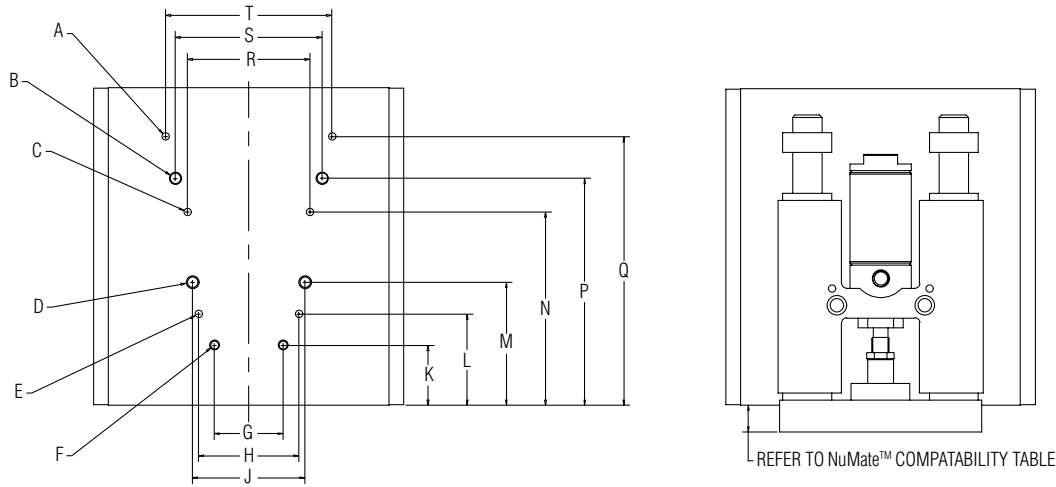 T
S
A
R
B
C
Q
P
N
D
M
L
E
K
F
G
H
J
REFER TO NuMate™ COMPATABILITY TABLE